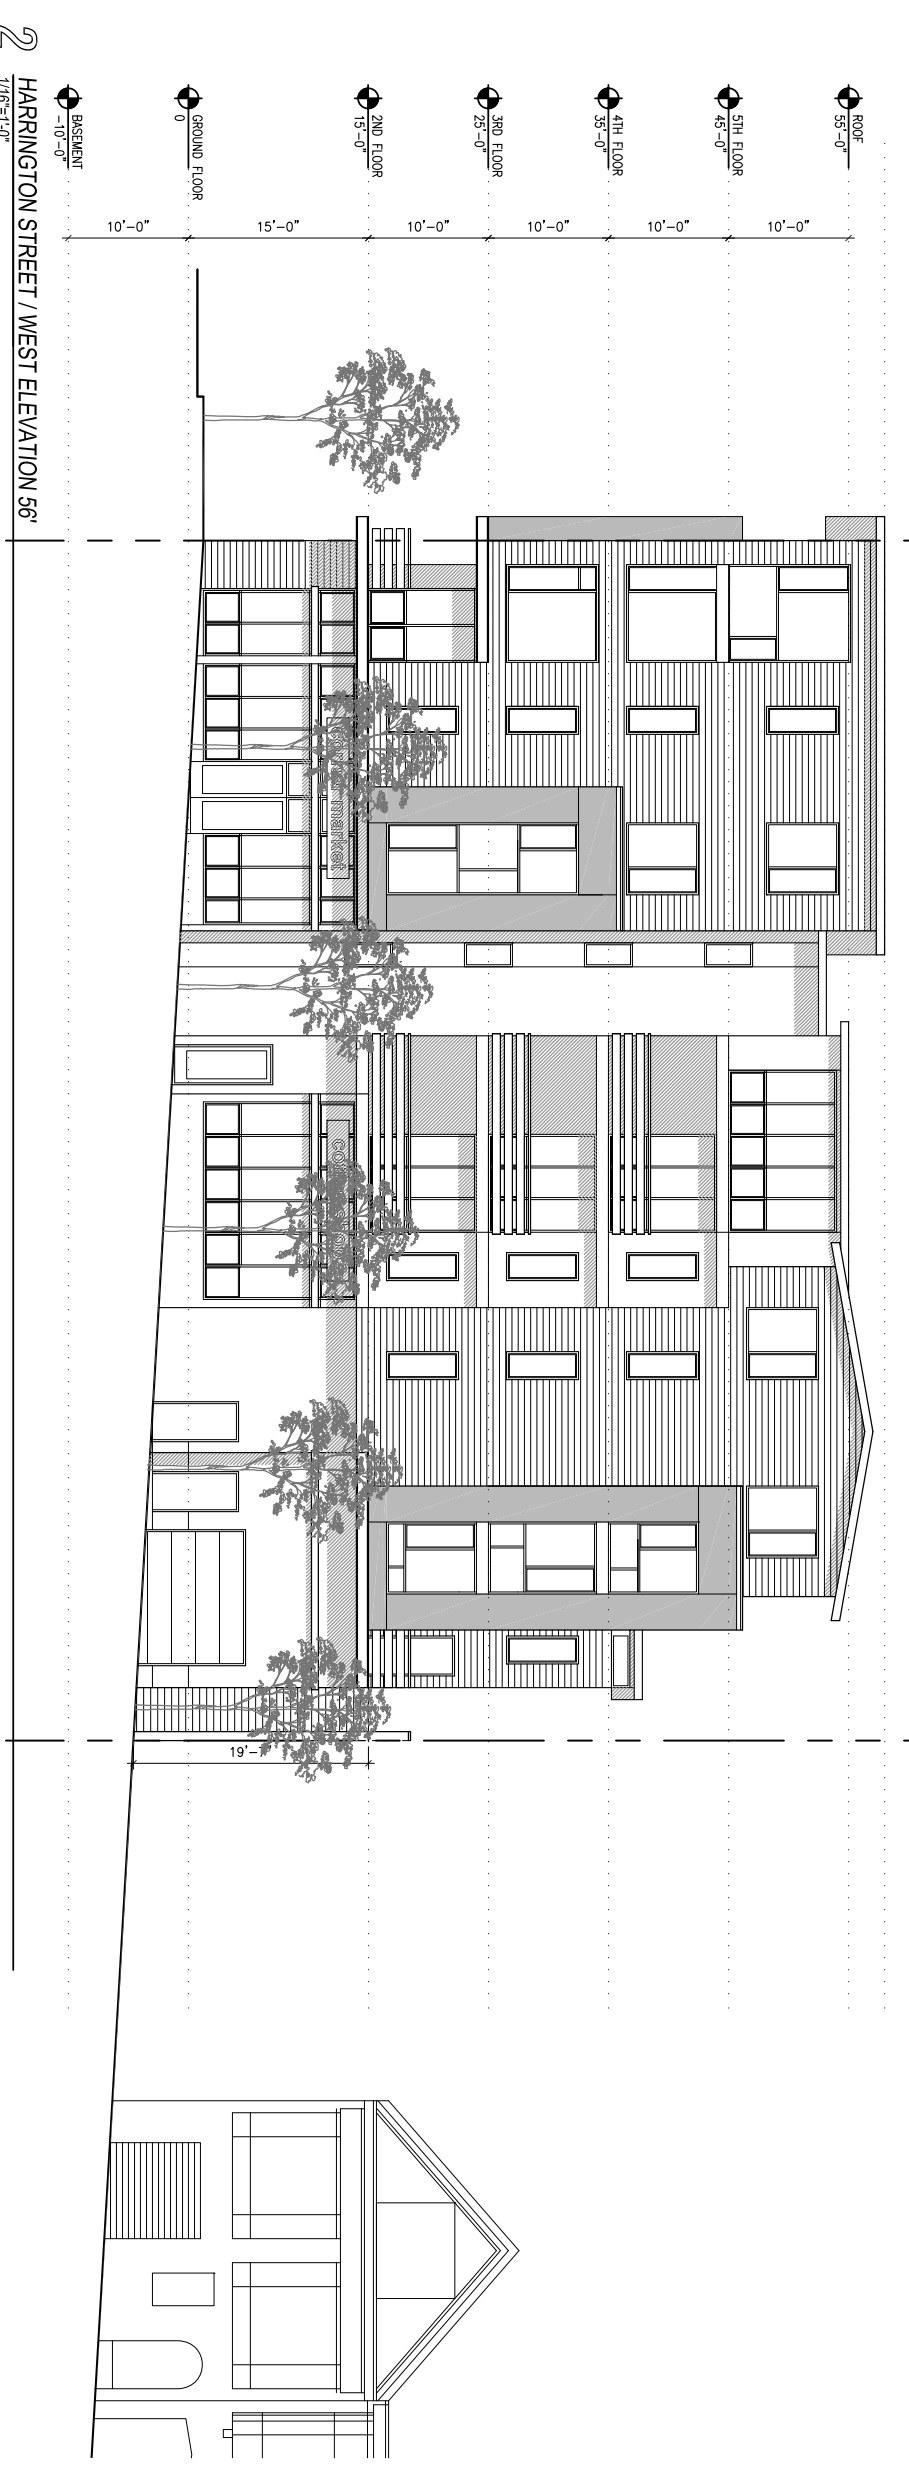 ROOF
55'-0"
5TH FLOOR
45'-0"
4TH FLOOR
35'-0"
3RD FLOOR
25'-0"
2ND FLOOR
15'-0"
GROUND FLOOR
0
BASEMENT
-10'-0"
10'-0"
10'-0"
10'-0"
10'-0"
15'-0"
10'-0"
market
19'-7"
2
HARRINGTON STREET / WEST ELEVATION 56'
1/16"=1'-0"